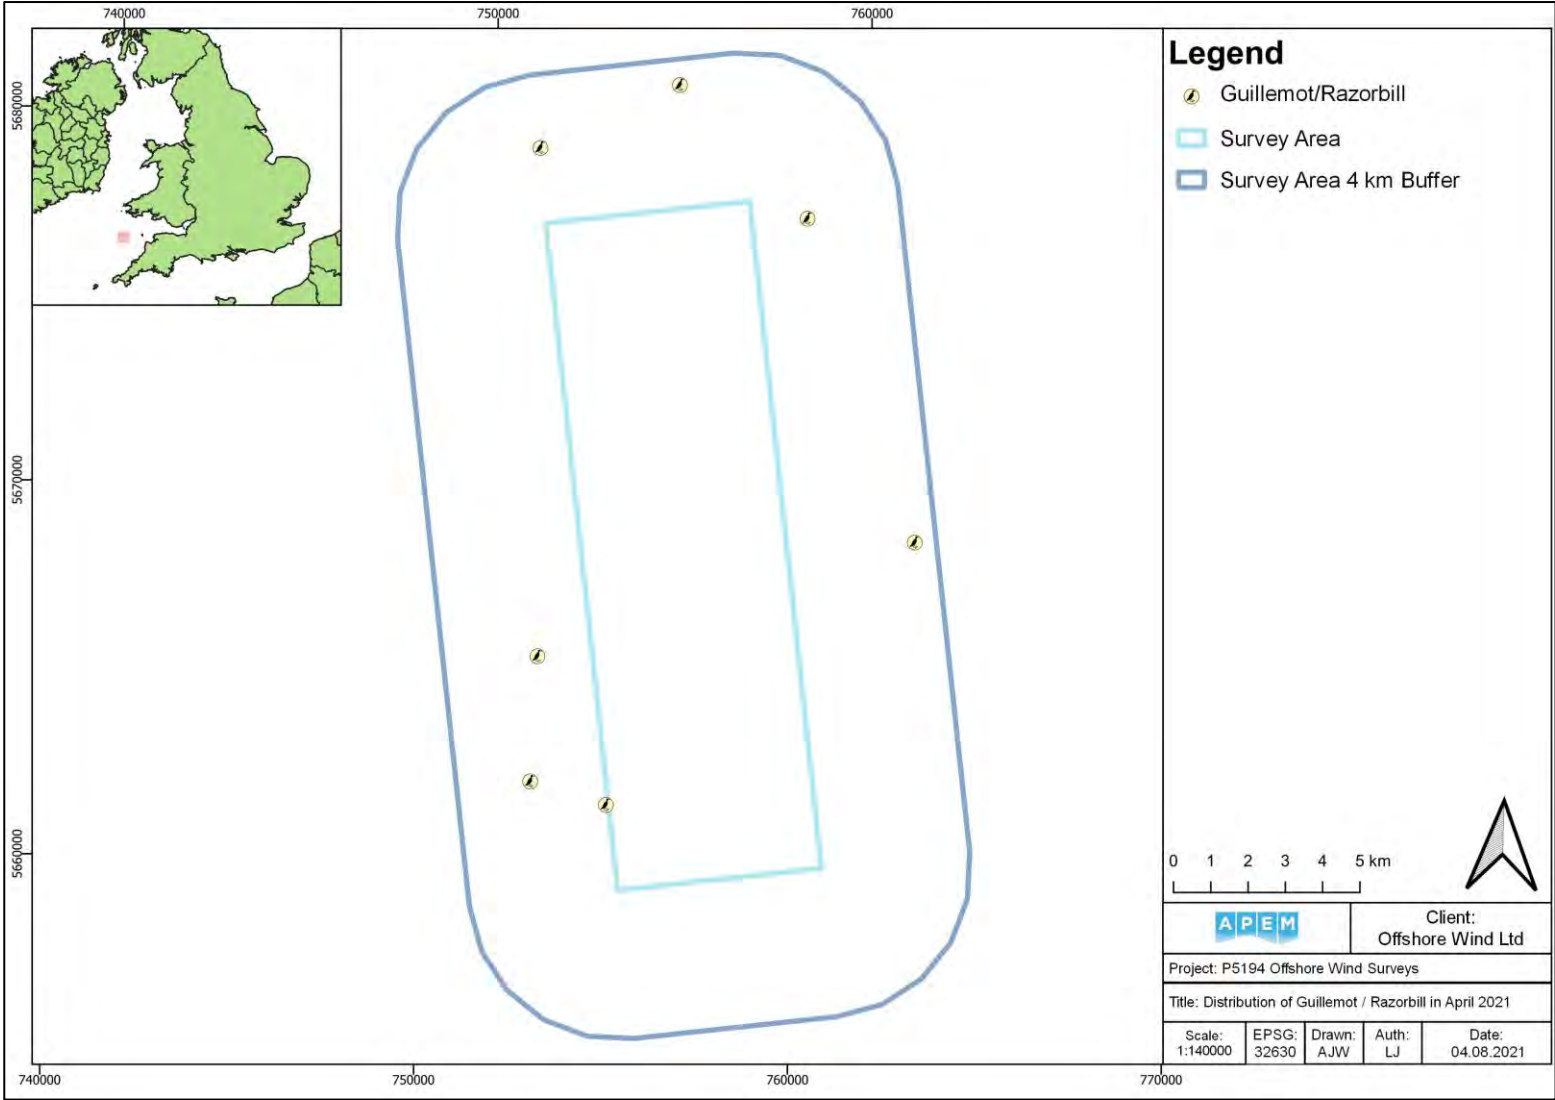 740000
750000
760000
5680000
5670000
5660000
Legend
Guillemot/Razorbill
Survey Area
Survey Area 4 km Buffer
0 1 2 3 4 5 km
APEM
Client:
Offshore Wind Ltd
Project: P5194 Offshore Wind Surveys
Title: Distribution of Guillemot / Razorbill in April 2021
Scale:
1:140000
EPSG:
32630
Drawn:
AJW
Auth:
LJ
Date:
04.08.2021
740000
750000
760000
770000